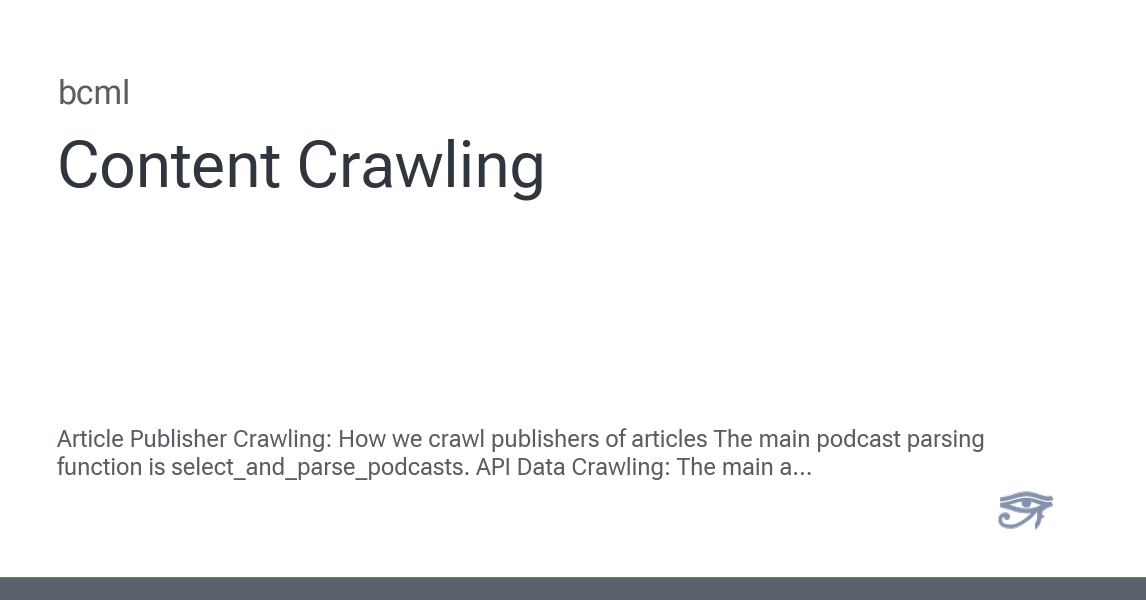 bcml
Content Crawling
Article Publisher Crawling: How we crawl publishers of articles The main podcast parsing
function is select_and_parse_podcasts. API Data Crawling: The main a...